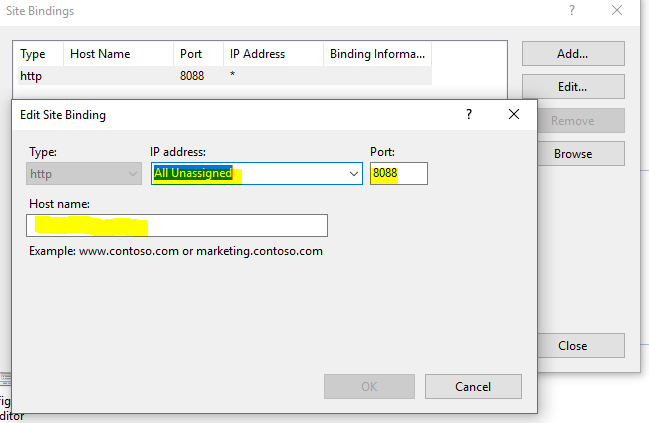 Site Bindings
Type Host Name Port IP Address Binding Informa...
http 8088 *
Add...
Edit...
Remove
Browse
Close
Edit Site Binding
Type: IP address: Port:
http All Unassigned 8088
Host name:
Example: www.contoso.com or marketing.contoso.com
OK Cancel
ditor